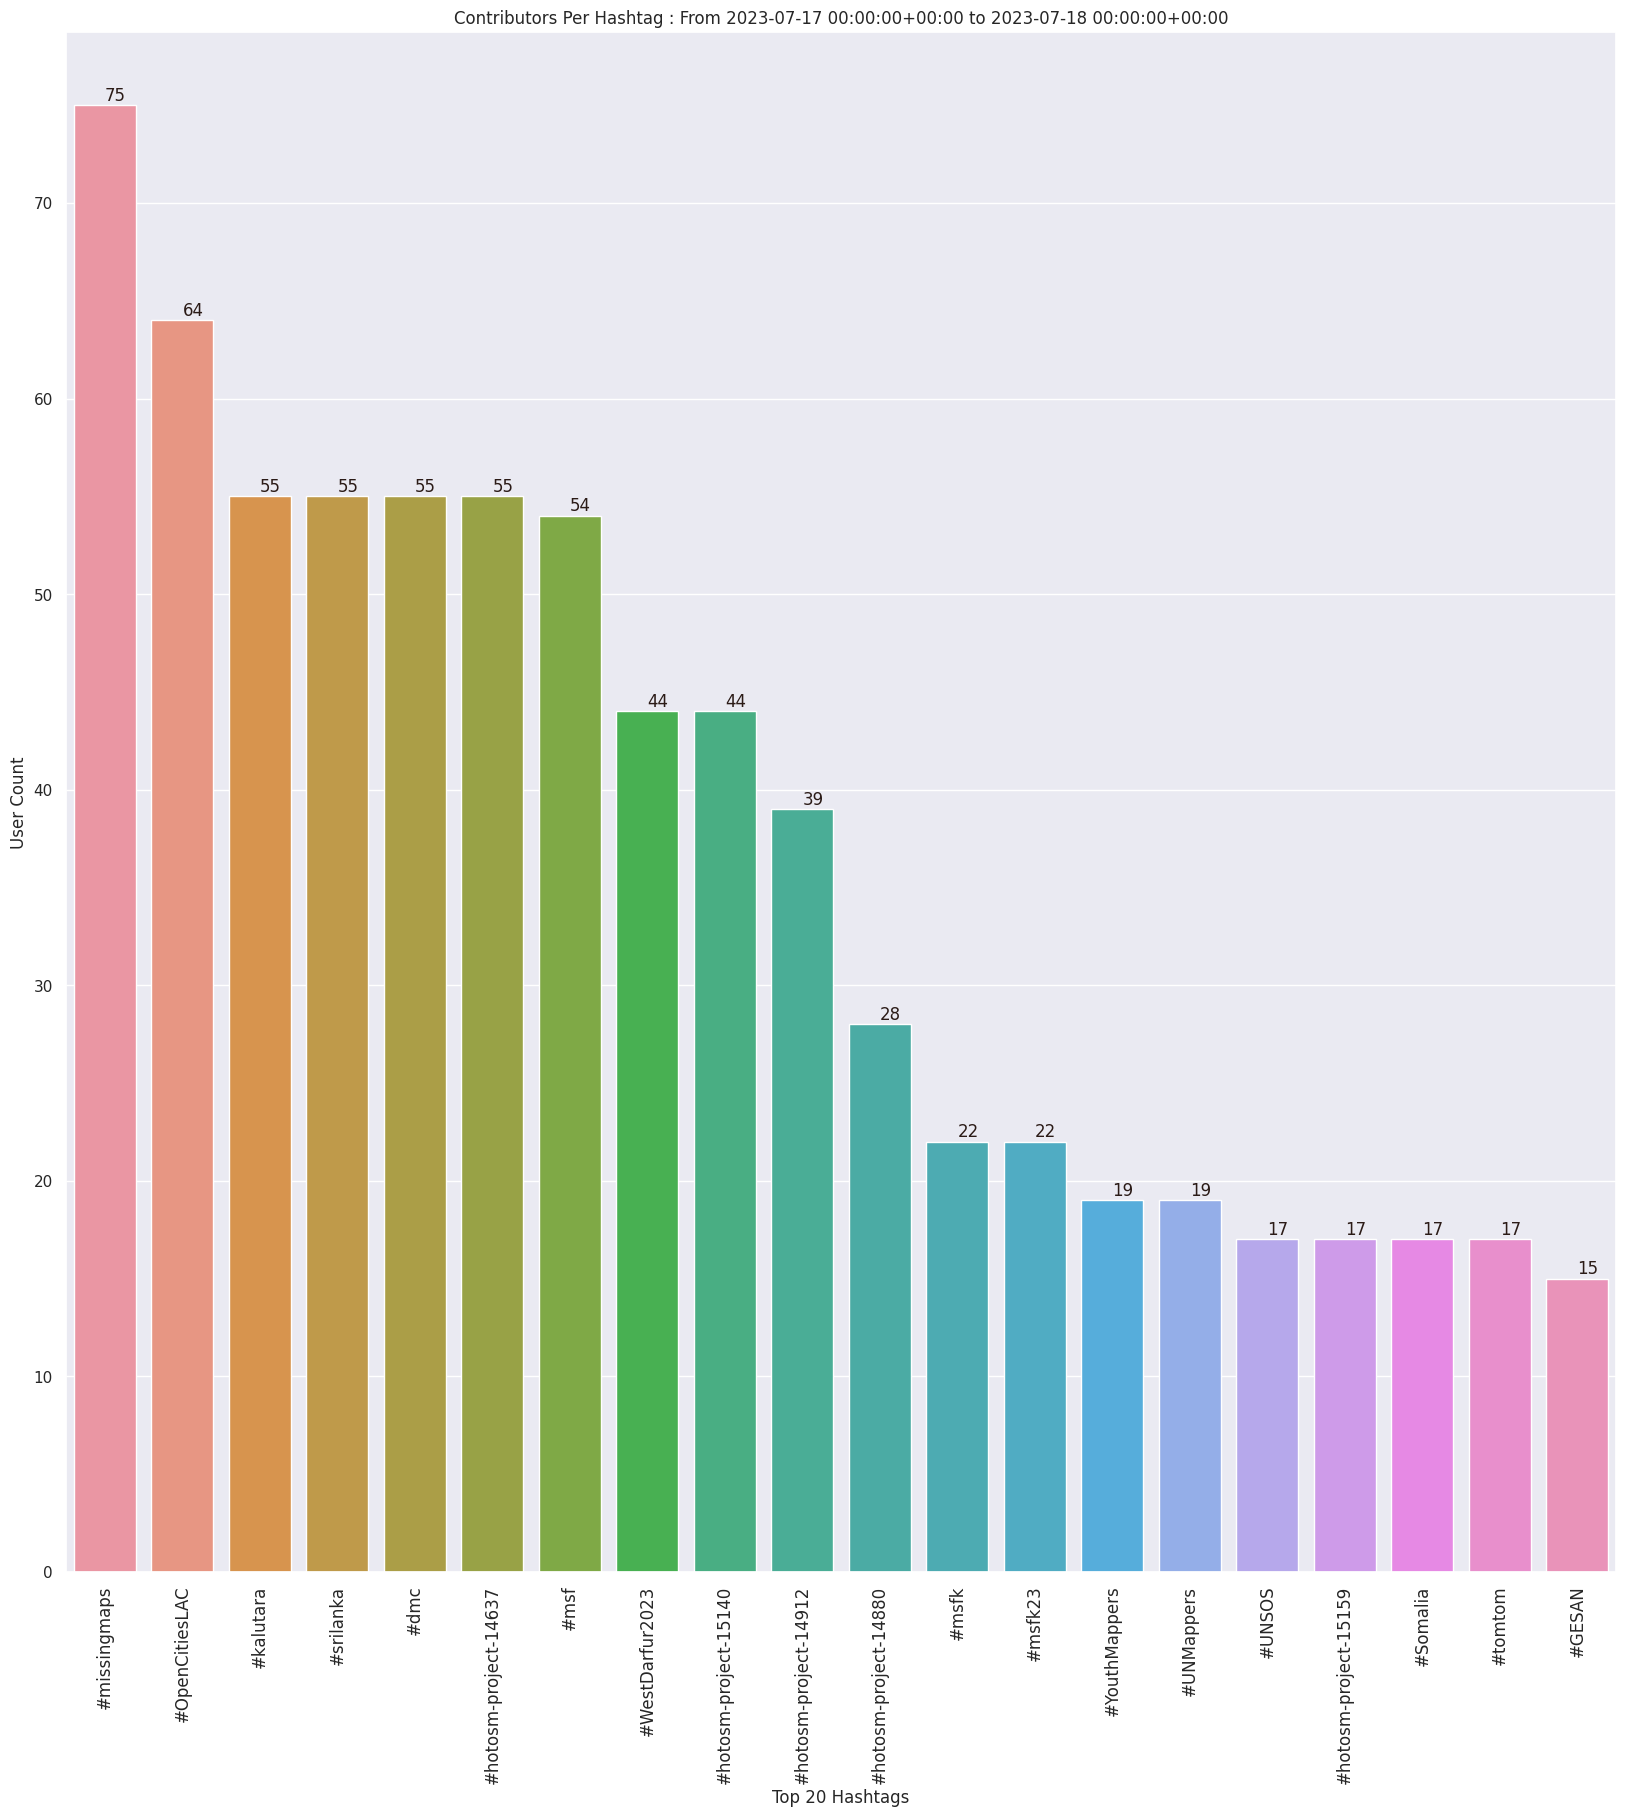 Contributors Per Hashtag : From 2023-07-17 00:00:00+00:00 to 2023-07-18 00:00:00+00:00
User Count
70
60
50
40
30
20
10
0
75
64
55
55
55
55
54
44
44
39
28
22
22
19
19
17
17
17
17
15
#missingmaps
#OpenCitiesLAC
#kalutara
#srilanka
#dmc
#hotosm-project-14637
#msf
#WestDarfur2023
#hotosm-project-15140
#hotosm-project-14912
#hotosm-project-14880
#msfk
#msfk23
#YouthMappers
#UNMappers
#UNSOS
#hotosm-project-15159
#Somalia
#tomtom
#GESAN
Top 20 Hashtags